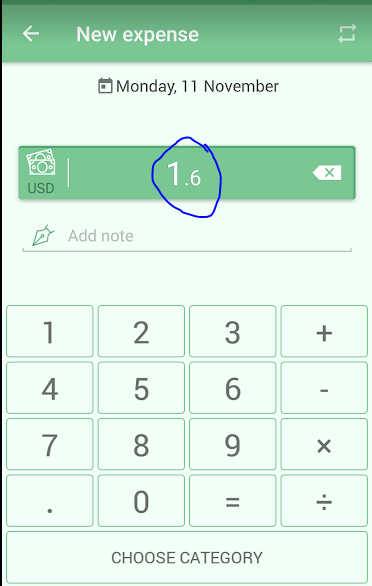 New expense
Monday, 11 November
USD
1.6
Add note
1 2 3 +
4 5 6 -
7 8 9 ×
. 0 = ÷
CHOOSE CATEGORY